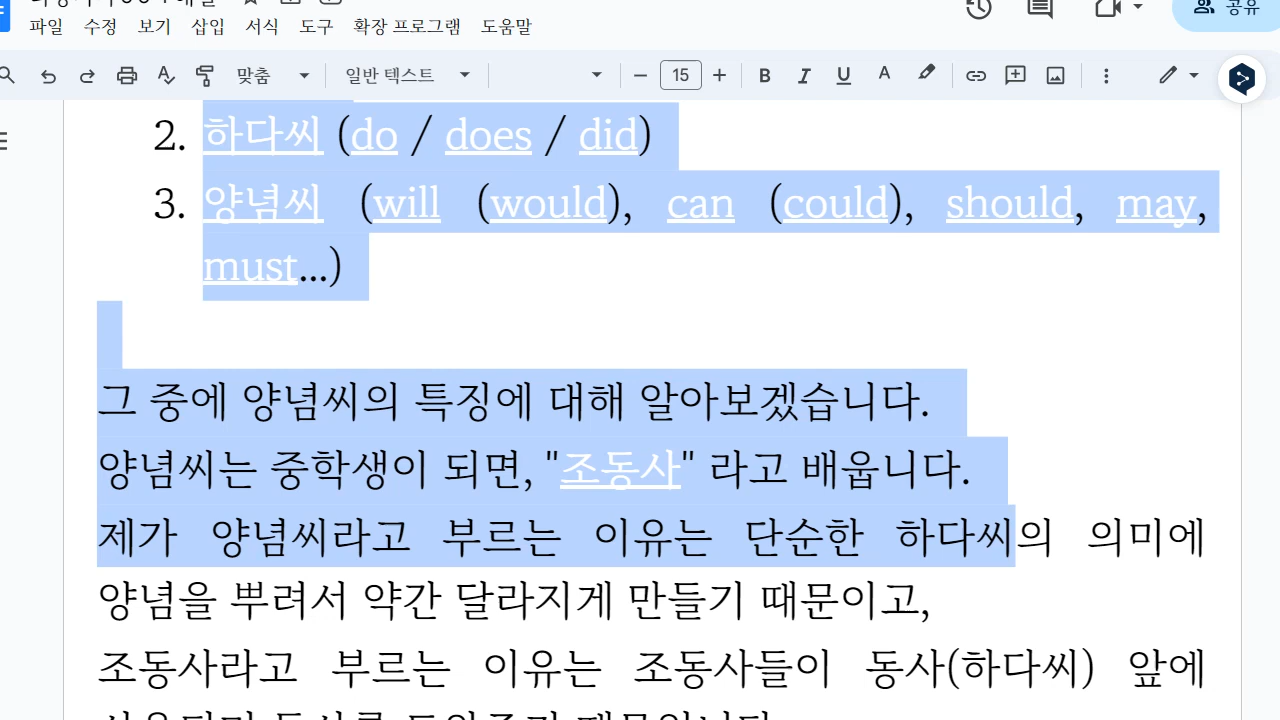 파일 수정 보기 삽입 서식 도구 확장 프로그램 도움말
공유
맞춤 일반 텍스트 15 B I U A
2. 하다씨 (do / does / did)
3. 양념씨 (will (would), can (could), should, may,
must...)
그 중에 양념씨의 특징에 대해 알아보겠습니다.
양념씨는 중학생이 되면, "조동사" 라고 배웁니다.
제가 양념씨라고 부르는 이유는 단순한 하다씨의 의미에
양념을 뿌려서 약간 달라지게 만들기 때문이고,
조동사라고 부르는 이유는 조동사들이 동사(하다씨) 앞에